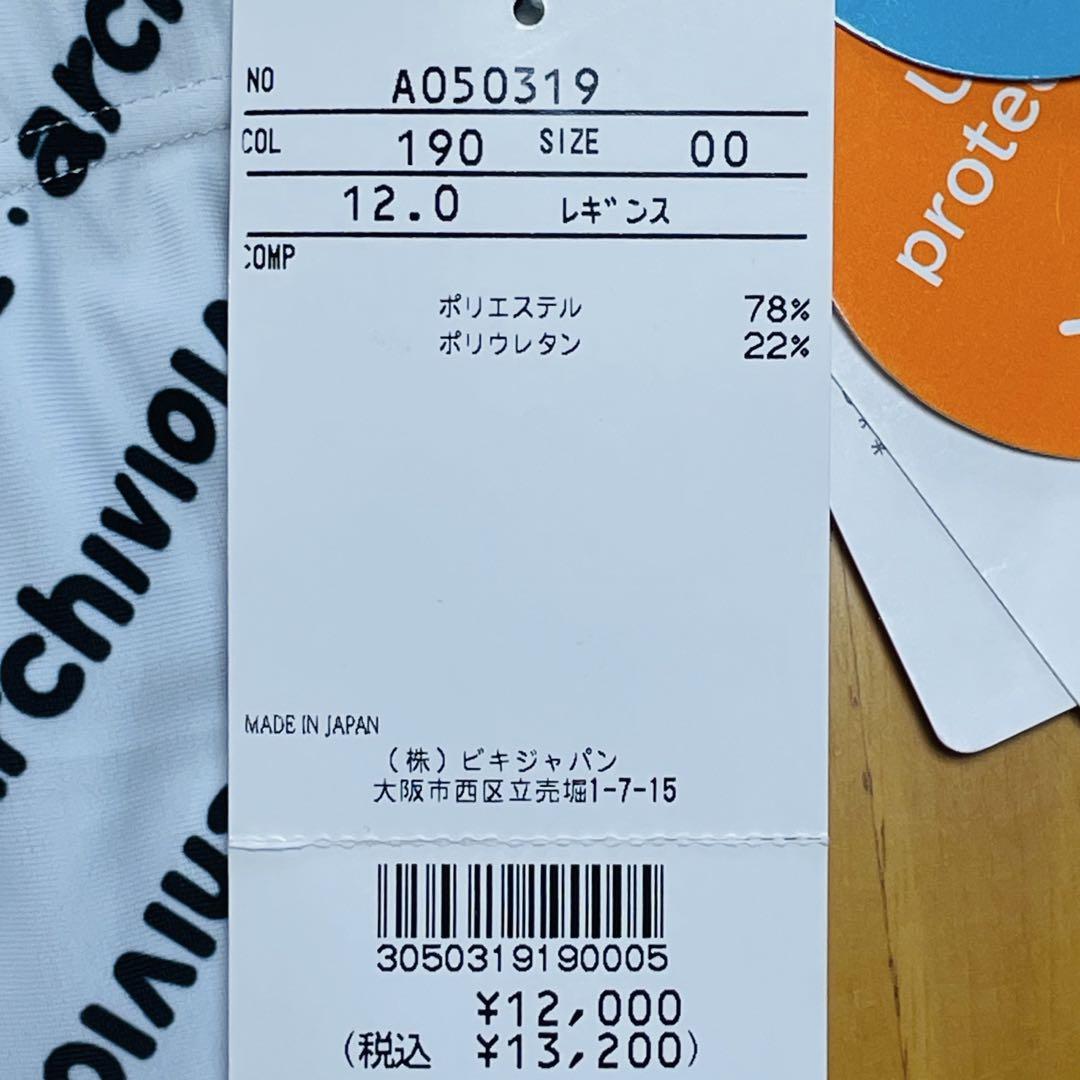 NO A050319
COL 190 SIZE 00
12.0 レギンス
COMP
ポリエステル 78%
ポリウレタン 22%
MADE IN JAPAN
(株)ビキジャパン
大阪市西区立売堀1-7-15
3050319190005
¥12,000
(税込 ¥13,200)
archivio